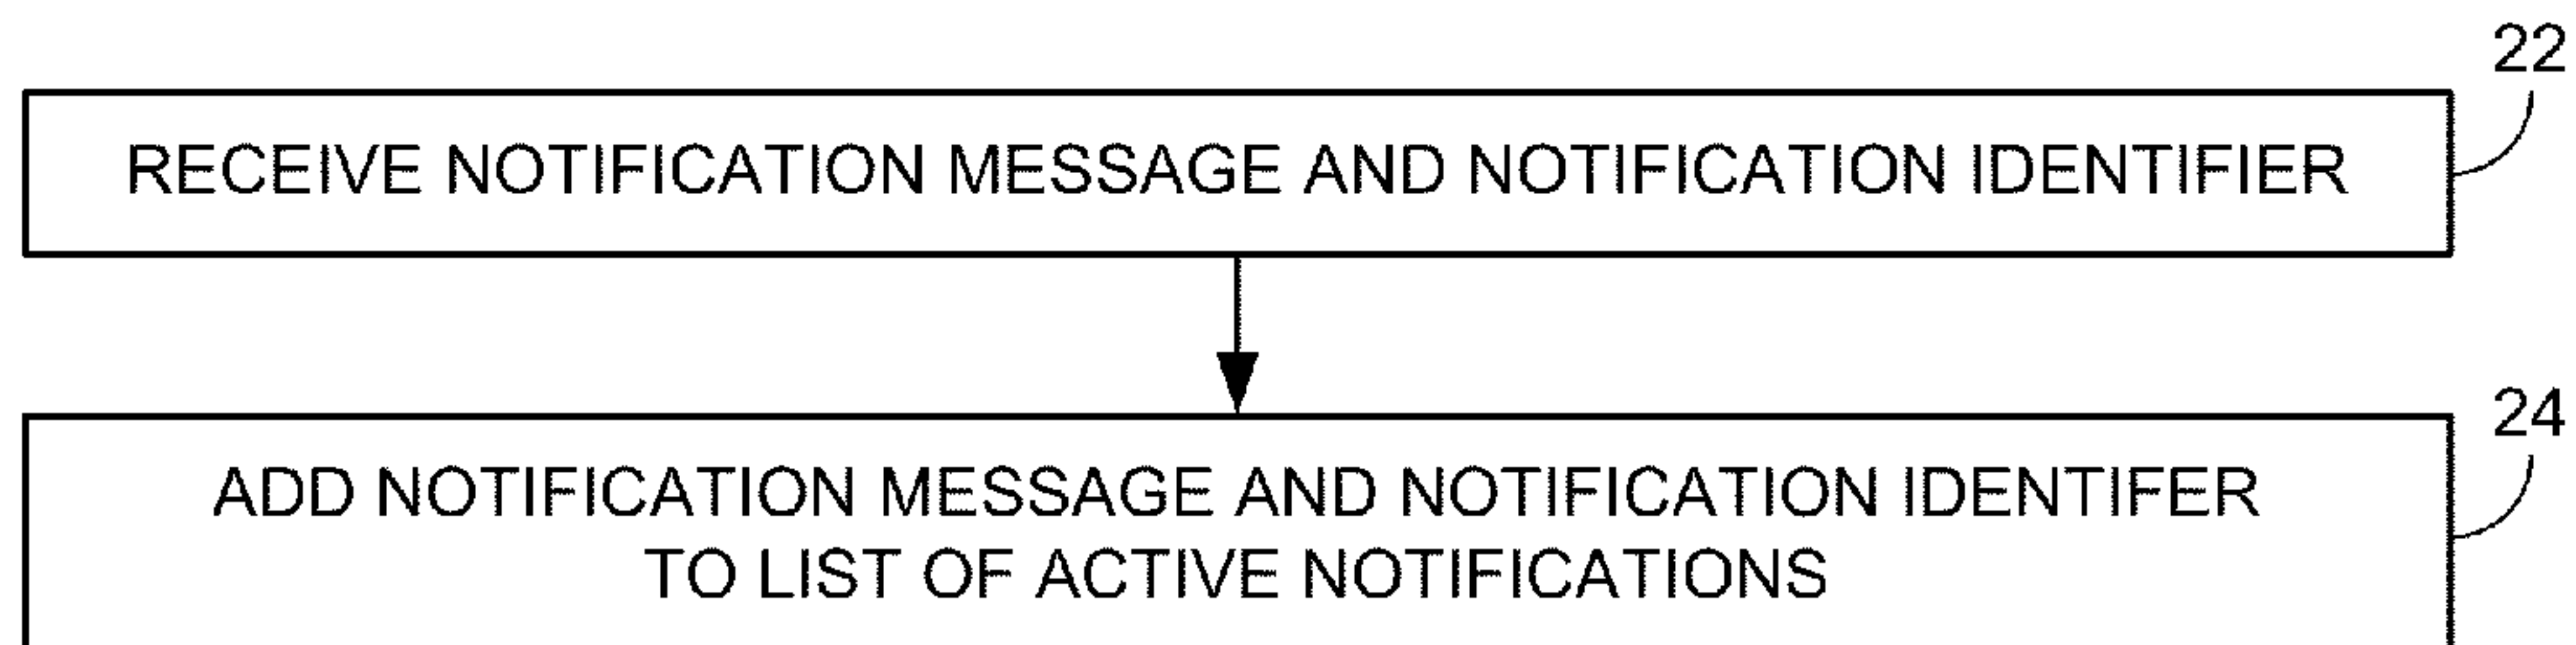 22
RECEIVE NOTIFICATION MESSAGE AND NOTIFICATION IDENTIFIER
24
ADD NOTIFICATION MESSAGE AND NOTIFICATION IDENTIFER
TO LIST OF ACTIVE NOTIFICATIONS